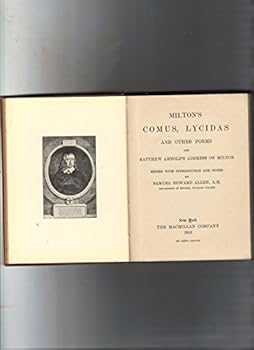 MILTON'S
COMUS, LYCIDAS
AND OTHER POEMS
AND
MATTHEW ARNOLD'S ADDRESS ON MILTON
EDITED WITH INTRODUCTION AND NOTES
BY
SAMUEL EDWARD ALLEN, A.M.
New York
THE MACMILLAN COMPANY
All rights reserved